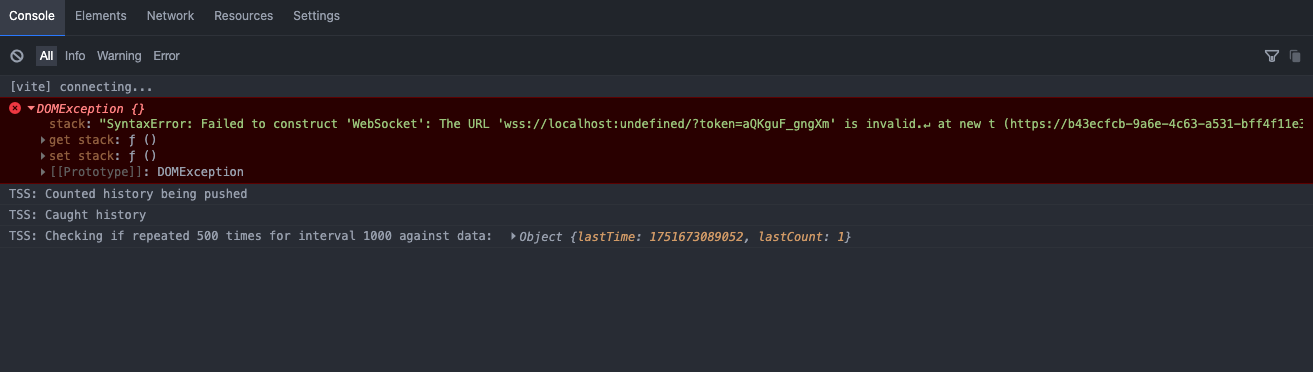 Console Elements Network Resources Settings
All Info Warning Error
[vite] connecting...
DOMException {}
stack: "SyntaxError: Failed to construct 'WebSocket': The URL 'wss://localhost:undefined/?token=aQKguF_gngXm' is invalid.↵ at new t (https://b43ecfcb-9a6e-4c63-a531-bff4f11e3
get stack: ƒ ()
set stack: ƒ ()
[[Prototype]]: DOMException
TSS: Counted history being pushed
TSS: Caught history
TSS: Checking if repeated 500 times for interval 1000 against data: Object {lastTime: 1751673089052, lastCount: 1}